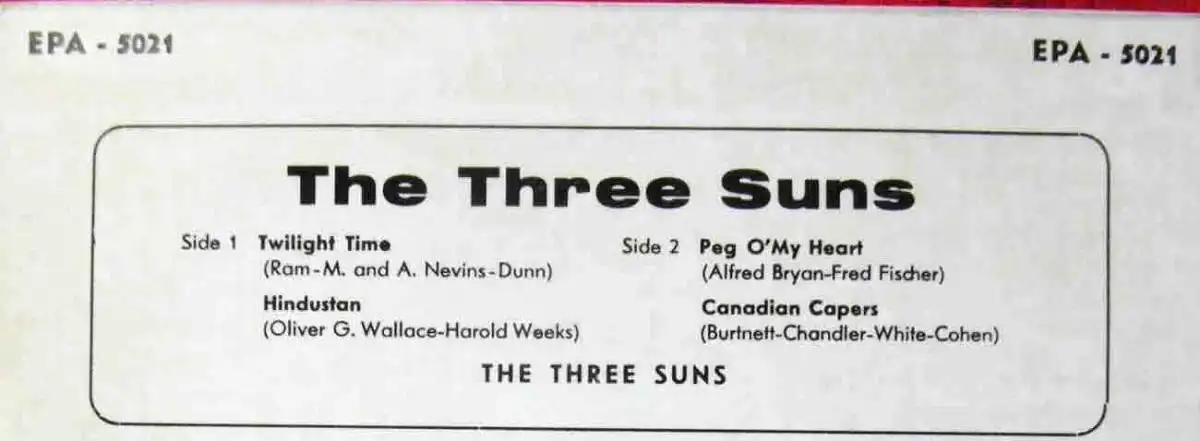 EPA - 5021
EPA - 5021
The Three Suns
Side 1 Twilight Time
(Ram-M. and A. Nevins-Dunn)
Hindustan
(Oliver G. Wallace-Harold Weeks)
Side 2 Peg O'My Heart
(Alfred Bryan-Fred Fischer)
Canadian Capers
(Burtnett-Chandler-White-Cohen)
THE THREE SUNS